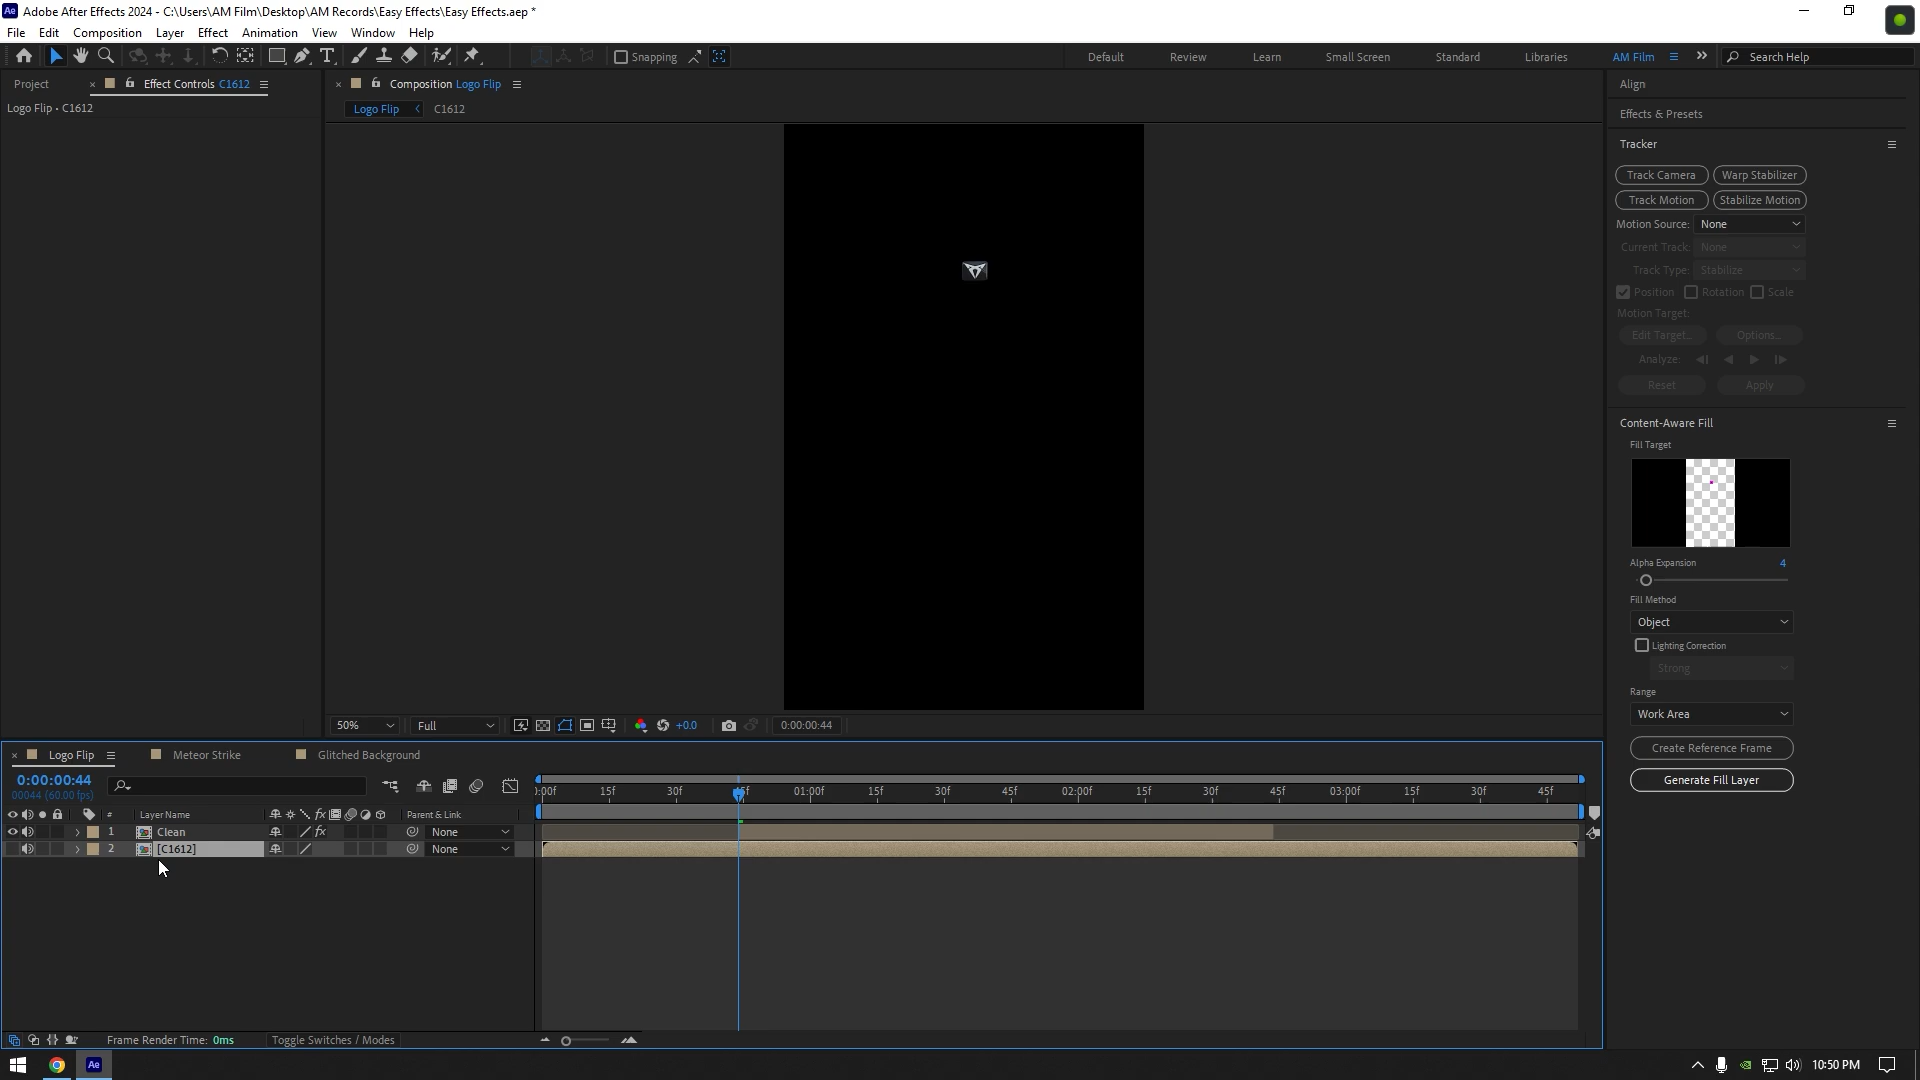 Adobe After Effects 2024 - C:\Users\AM Film\Desktop\AM Records\Easy Effects\Easy Effects.aep *
File Edit Composition Layer Effect Animation View Window Help
Snapping
Default Review Learn Small Screen Standard Libraries AM Film Search Help
Project Effect Controls C1612
Logo Flip • C1612
Composition Logo Flip
Logo Flip C1612
Align
Effects & Presets
Tracker
Track Camera Warp Stabilizer
Track Motion Stabilize Motion
Motion Source: None
Current Track: None
Track Type: Stabilize
Position Rotation Scale
Motion Target:
Edit Target... Options...
Analyze:
Reset Apply
Content-Aware Fill
Fill Target
Alpha Expansion 4
Fill Method
Object
Lighting Correction
Strong
Range
Work Area
Create Reference Frame
Generate Fill Layer
50% Full +0.0 0:00:00:44
Logo Flip Meteor Strike Glitched Background
0:00:00:44
00044 (60.00 fps)
15f 30f 01:00f 15f 30f 45f 02:00f 15f 30f 45f 03:00f 15f 30f 45f
# Layer Name fx Parent & Link
1 Clean fx None
2 [C1612] None
Frame Render Time: 0ms Toggle Switches / Modes
Ae 10:50 PM